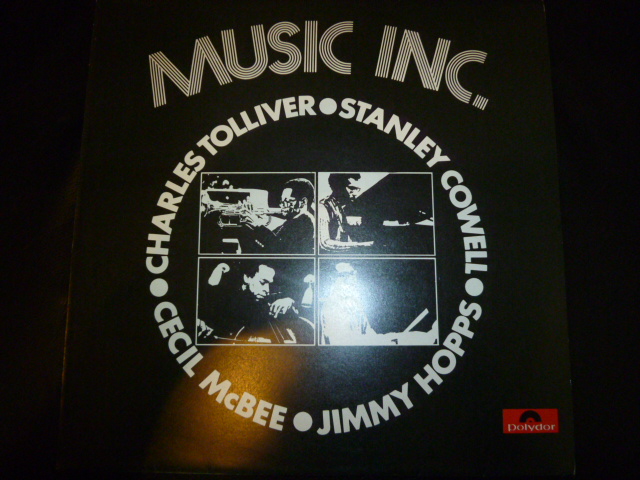 MUSIC INC.
CHARLES TOLLIVER • STANLEY COWELL • JIMMY HOPPS • CECIL McBEE •
Polydor